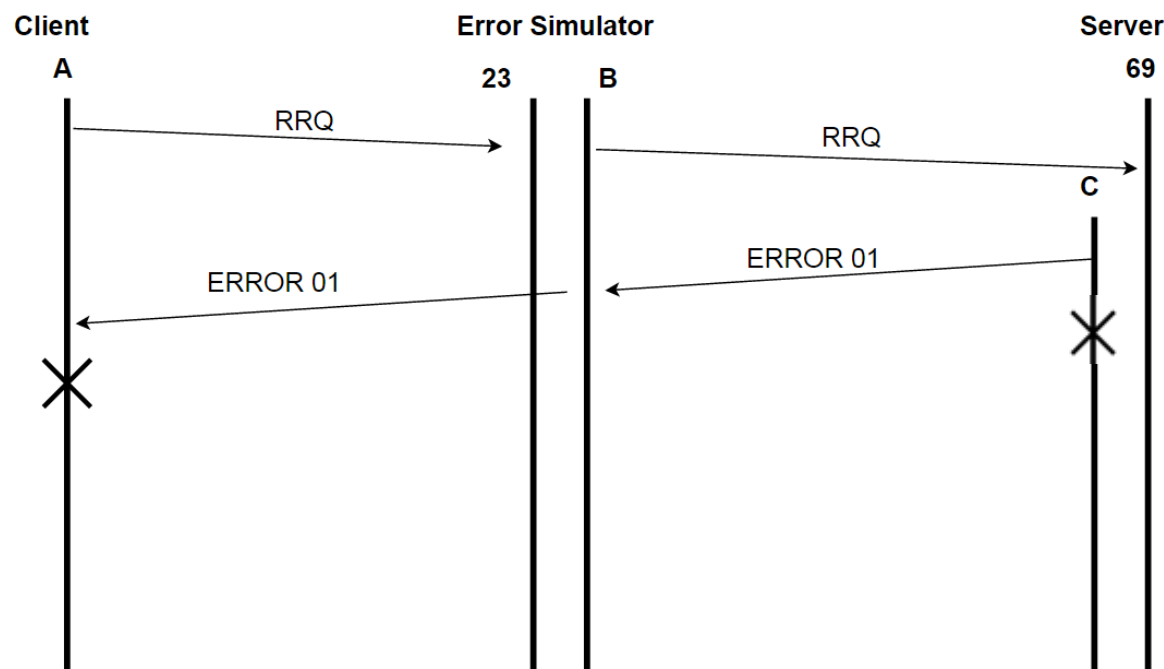 Client
Error Simulator
Server
A
23
B
69
RRQ
RRQ
C
ERROR 01
ERROR 01